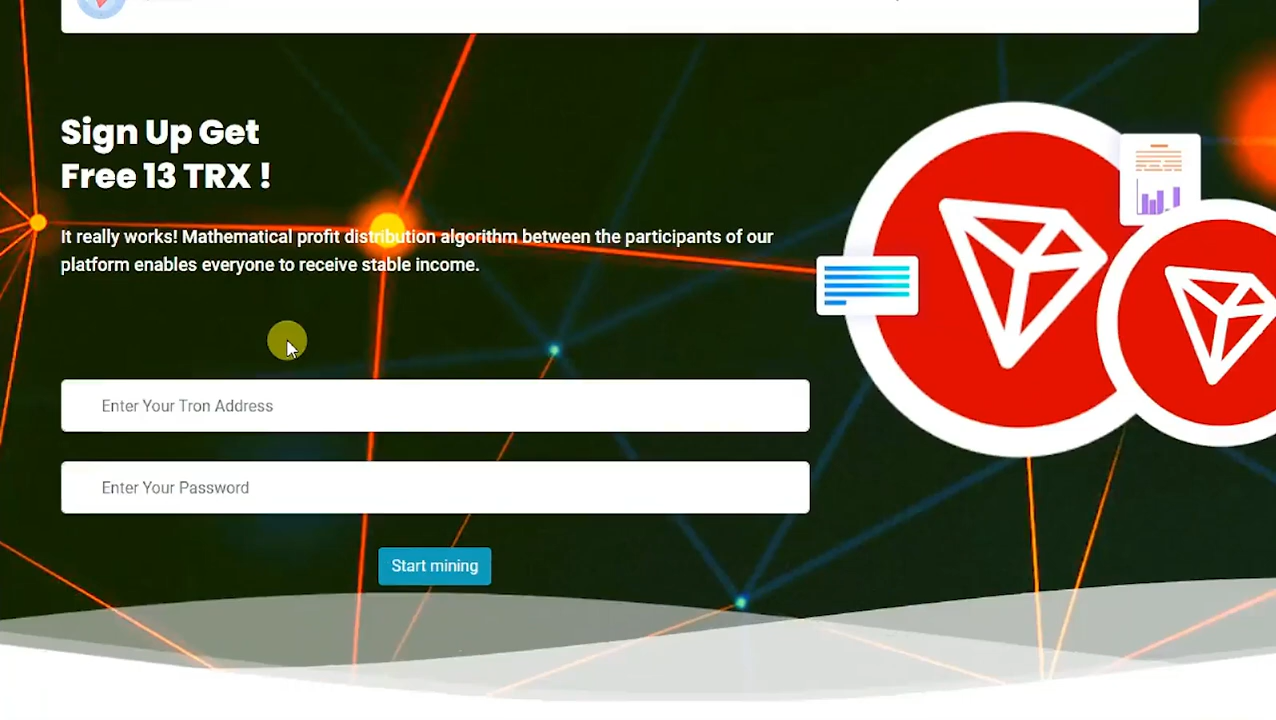 Sign Up Get
Free 13 TRX !
It really works! Mathematical profit distribution algorithm between the participants of our
platform enables everyone to receive stable income.
Enter Your Tron Address
Enter Your Password
Start mining